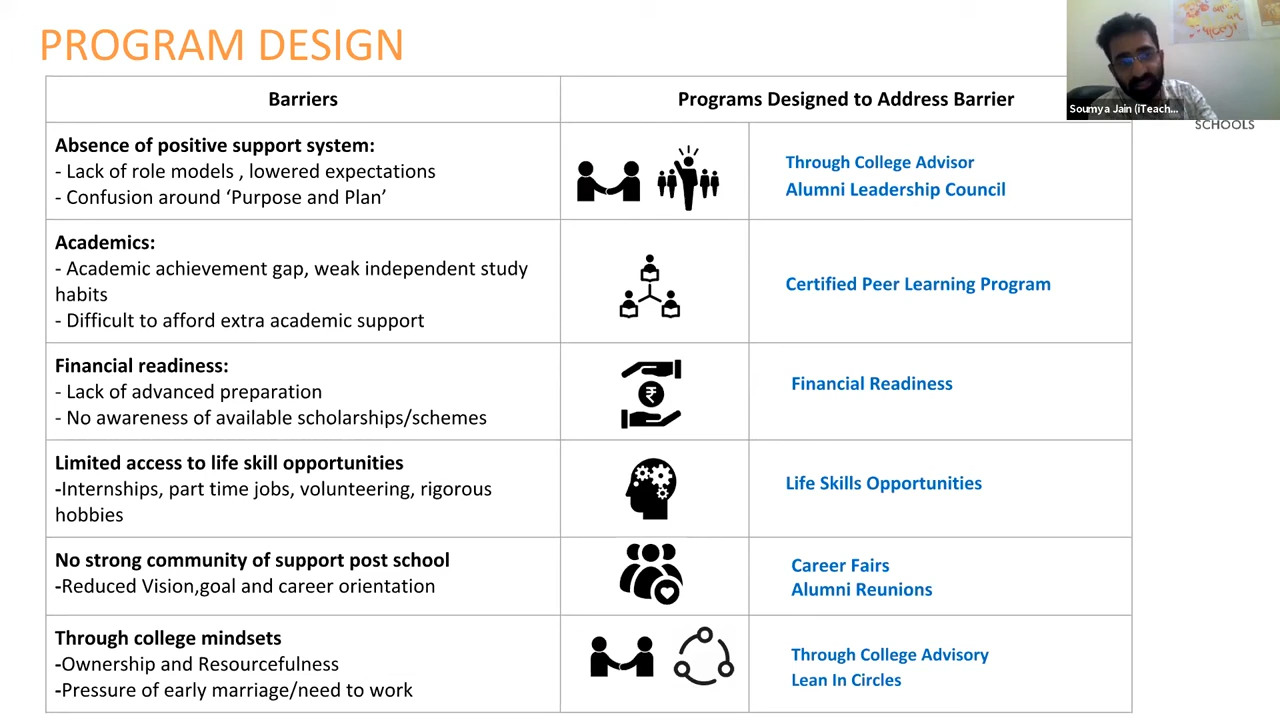 PROGRAM DESIGN
Barriers
Programs Designed to Address Barrier
Soumya Jain (iTeach...
SCHOOLS
Absence of positive support system:
- Lack of role models , lowered expectations
- Confusion around ‘Purpose and Plan’
Through College Advisor
Alumni Leadership Council
Academics:
- Academic achievement gap, weak independent study
habits
- Difficult to afford extra academic support
Certified Peer Learning Program
Financial readiness:
- Lack of advanced preparation
- No awareness of available scholarships/schemes
₹
Financial Readiness
Limited access to life skill opportunities
-Internships, part time jobs, volunteering, rigorous
hobbies
Life Skills Opportunities
No strong community of support post school
-Reduced Vision,goal and career orientation
Career Fairs
Alumni Reunions
Through college mindsets
-Ownership and Resourcefulness
-Pressure of early marriage/need to work
Through College Advisory
Lean In Circles